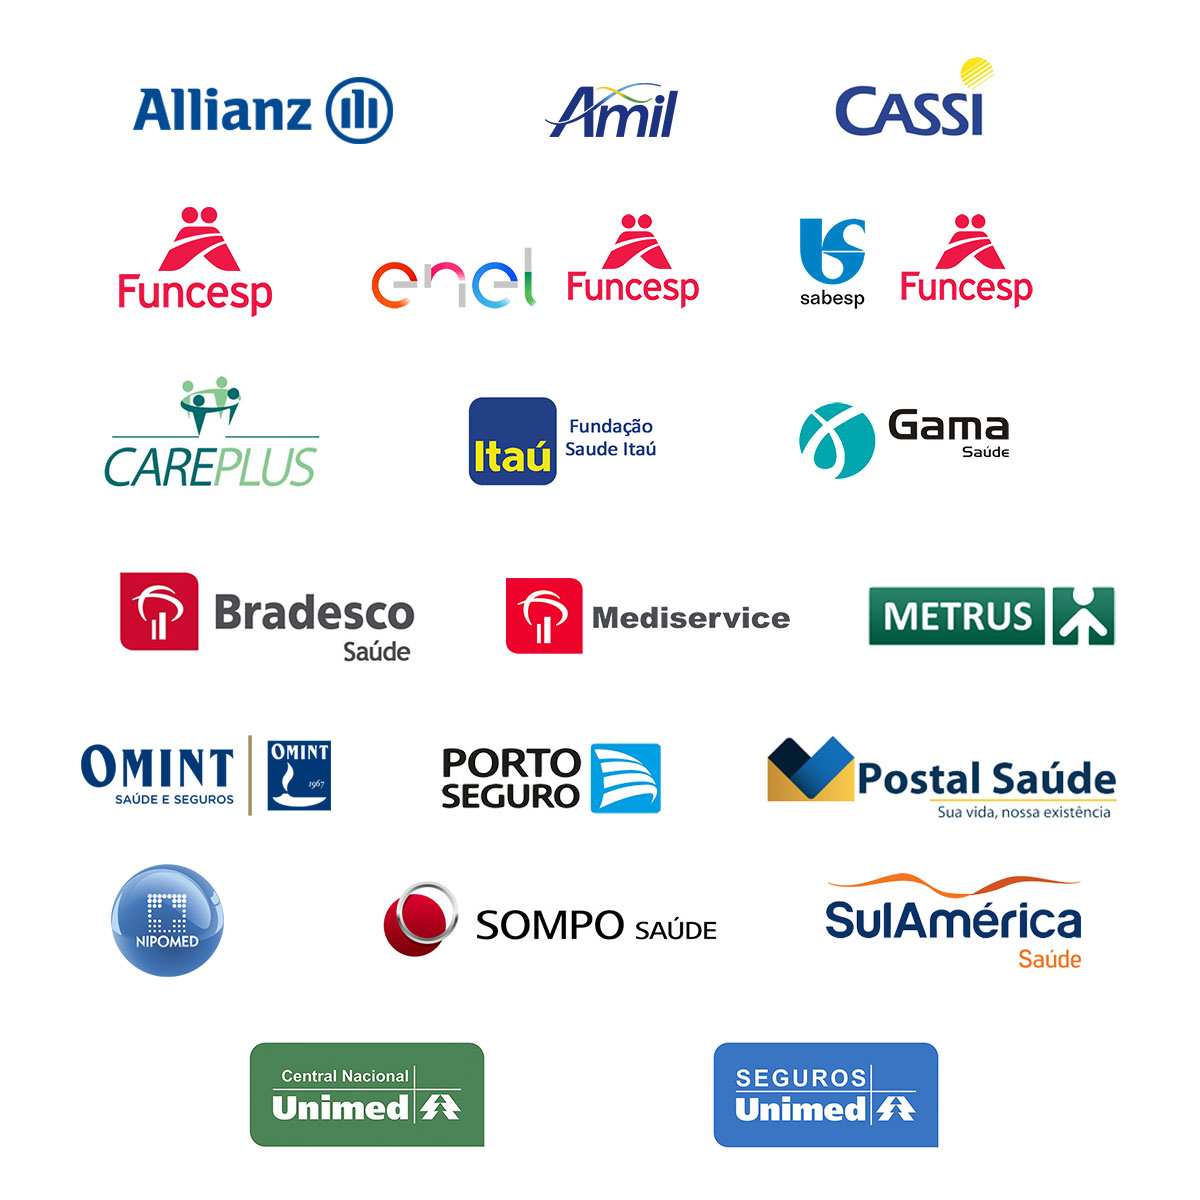 Allianz
Amil
CASSI
Funcesp
enel
Funcesp
sabesp
Funcesp
CAREPLUS
Itaú
Fundação
Saude Itaú
Gama
Saúde
Bradesco
Saúde
Mediservice
METRUS
OMINT
SAÚDE E SEGUROS
OMINT
1967
PORTO
SEGURO
Postal Saúde
Sua vida, nossa existência
NIPOMED
SOMPO SAÚDE
SulAmérica
Saúde
Central Nacional
Unimed
SEGUROS
Unimed